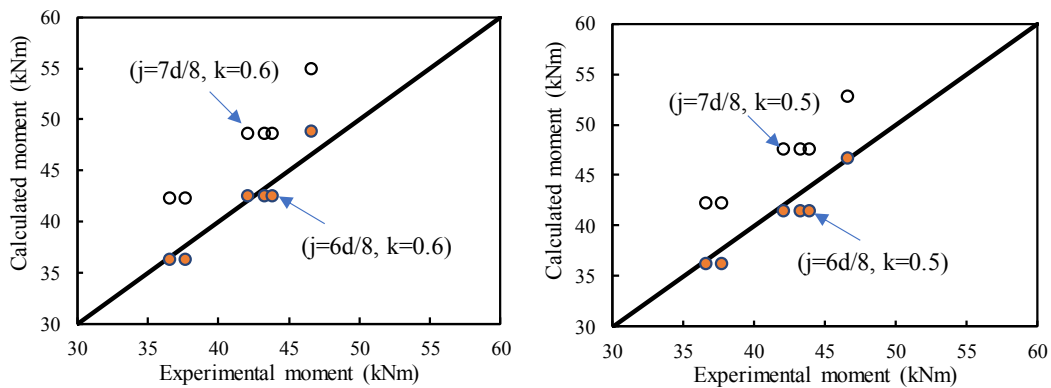 60
55
50
45
40
35
30
Calculated moment (kNm)
(j=7d/8, k=0.6)
(j=6d/8, k=0.6)
30 35 40 45 50 55 60
Experimental moment (kNm)
60
55
50
45
40
35
30
Calculated moment (kNm)
(j=7d/8, k=0.5)
(j=6d/8, k=0.5)
30 35 40 45 50 55 60
Experimental moment (kNm)